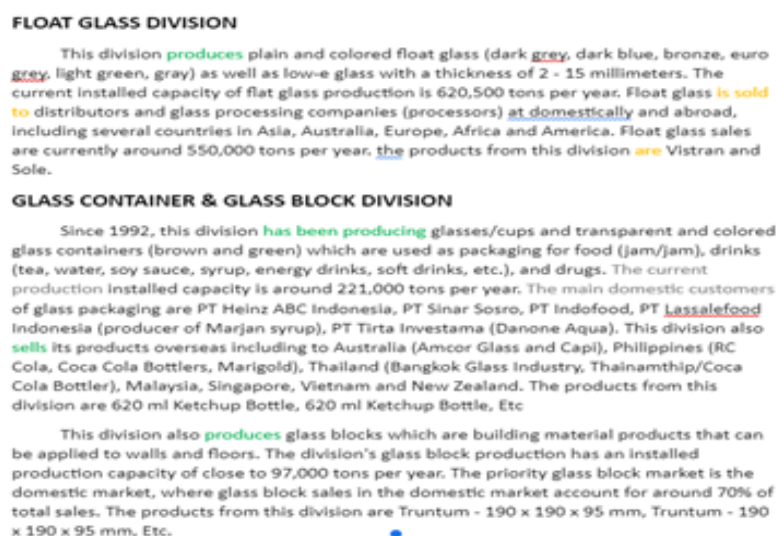 FLOAT GLASS DIVISION
This division produces plain and colored float glass (dark grey, dark blue, bronze, euro
grey, light green, gray) as well as low-e glass with a thickness of 2 - 15 millimeters. The
current installed capacity of flat glass production is 620,500 tons per year. Float glass is sold
to distributors and glass processing companies (processors) at domestically and abroad,
including several countries in Asia, Australia, Europe, Africa and America. Float glass sales
are currently around 550,000 tons per year. the products from this division are Vistran and
Sole.
GLASS CONTAINER & GLASS BLOCK DIVISION
Since 1992, this division has been producing glasses/cups and transparent and colored
glass containers (brown and green) which are used as packaging for food (jam/jam), drinks
(tea, water, soy sauce, syrup, energy drinks, soft drinks, etc.), and drugs. The current
production installed capacity is around 221,000 tons per year. The main domestic customers
of glass packaging are PT Heinz ABC Indonesia, PT Sinar Sosro, PT Indofood, PT Lassalefood
Indonesia (producer of Marjan syrup), PT Tirta Investama (Danone Aqua). This division also
sells its products overseas including to Australia (Amcor Glass and Capi), Philippines (RC
Cola, Coca Cola Bottlers, Marigold), Thailand (Bangkok Glass Industry, Thainamthip/Coca
Cola Bottler), Malaysia, Singapore, Vietnam and New Zealand. The products from this
division are 620 ml Ketchup Bottle, 620 ml Ketchup Bottle, Etc
This division also produces glass blocks which are building material products that can
be applied to walls and floors. The division's glass block production has an installed
production capacity of close to 97,000 tons per year. The priority glass block market is the
domestic market, where glass block sales in the domestic market account for around 70% of
total sales. The products from this division are Truntum - 190 x 190 x 95 mm, Truntum - 190
x 190 x 95 mm, Etc.